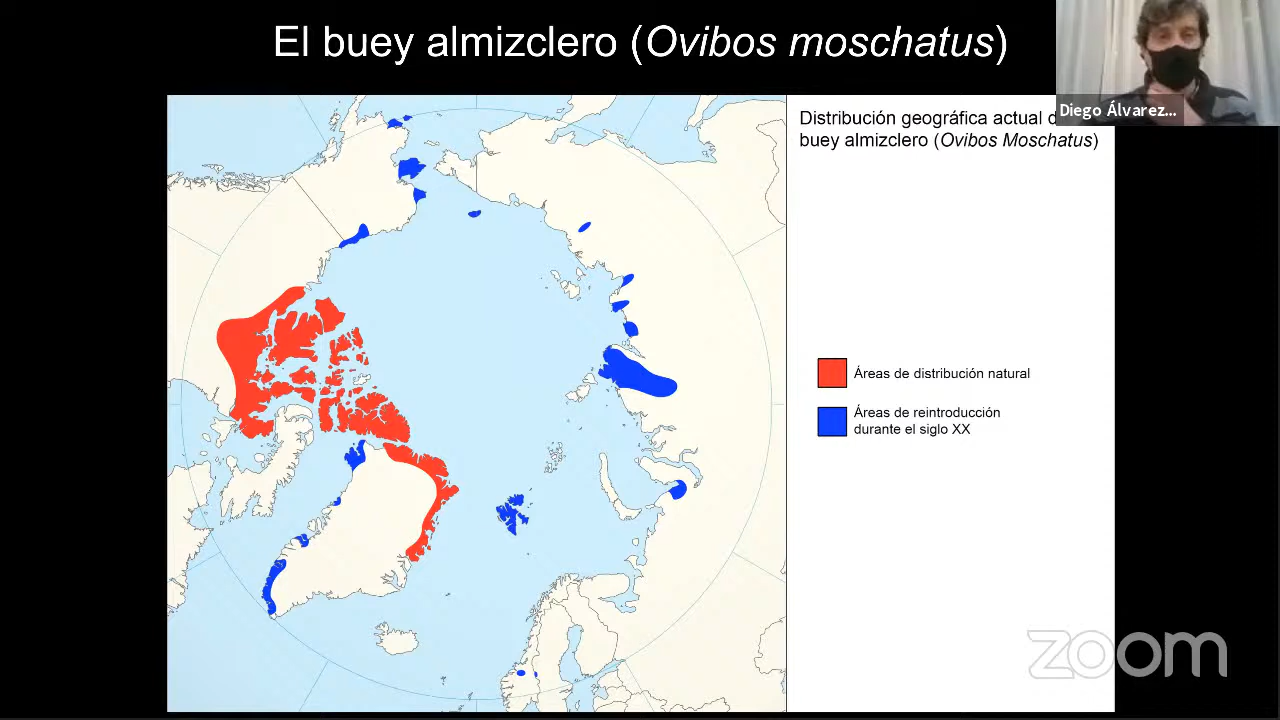 El buey almizclero (Ovibos moschatus)
Diego Álvarez...
Distribución geográfica actual d
buey almizclero (Ovibos Moschatus)
Áreas de distribución natural
Áreas de reintroducción
durante el siglo XX
zoom